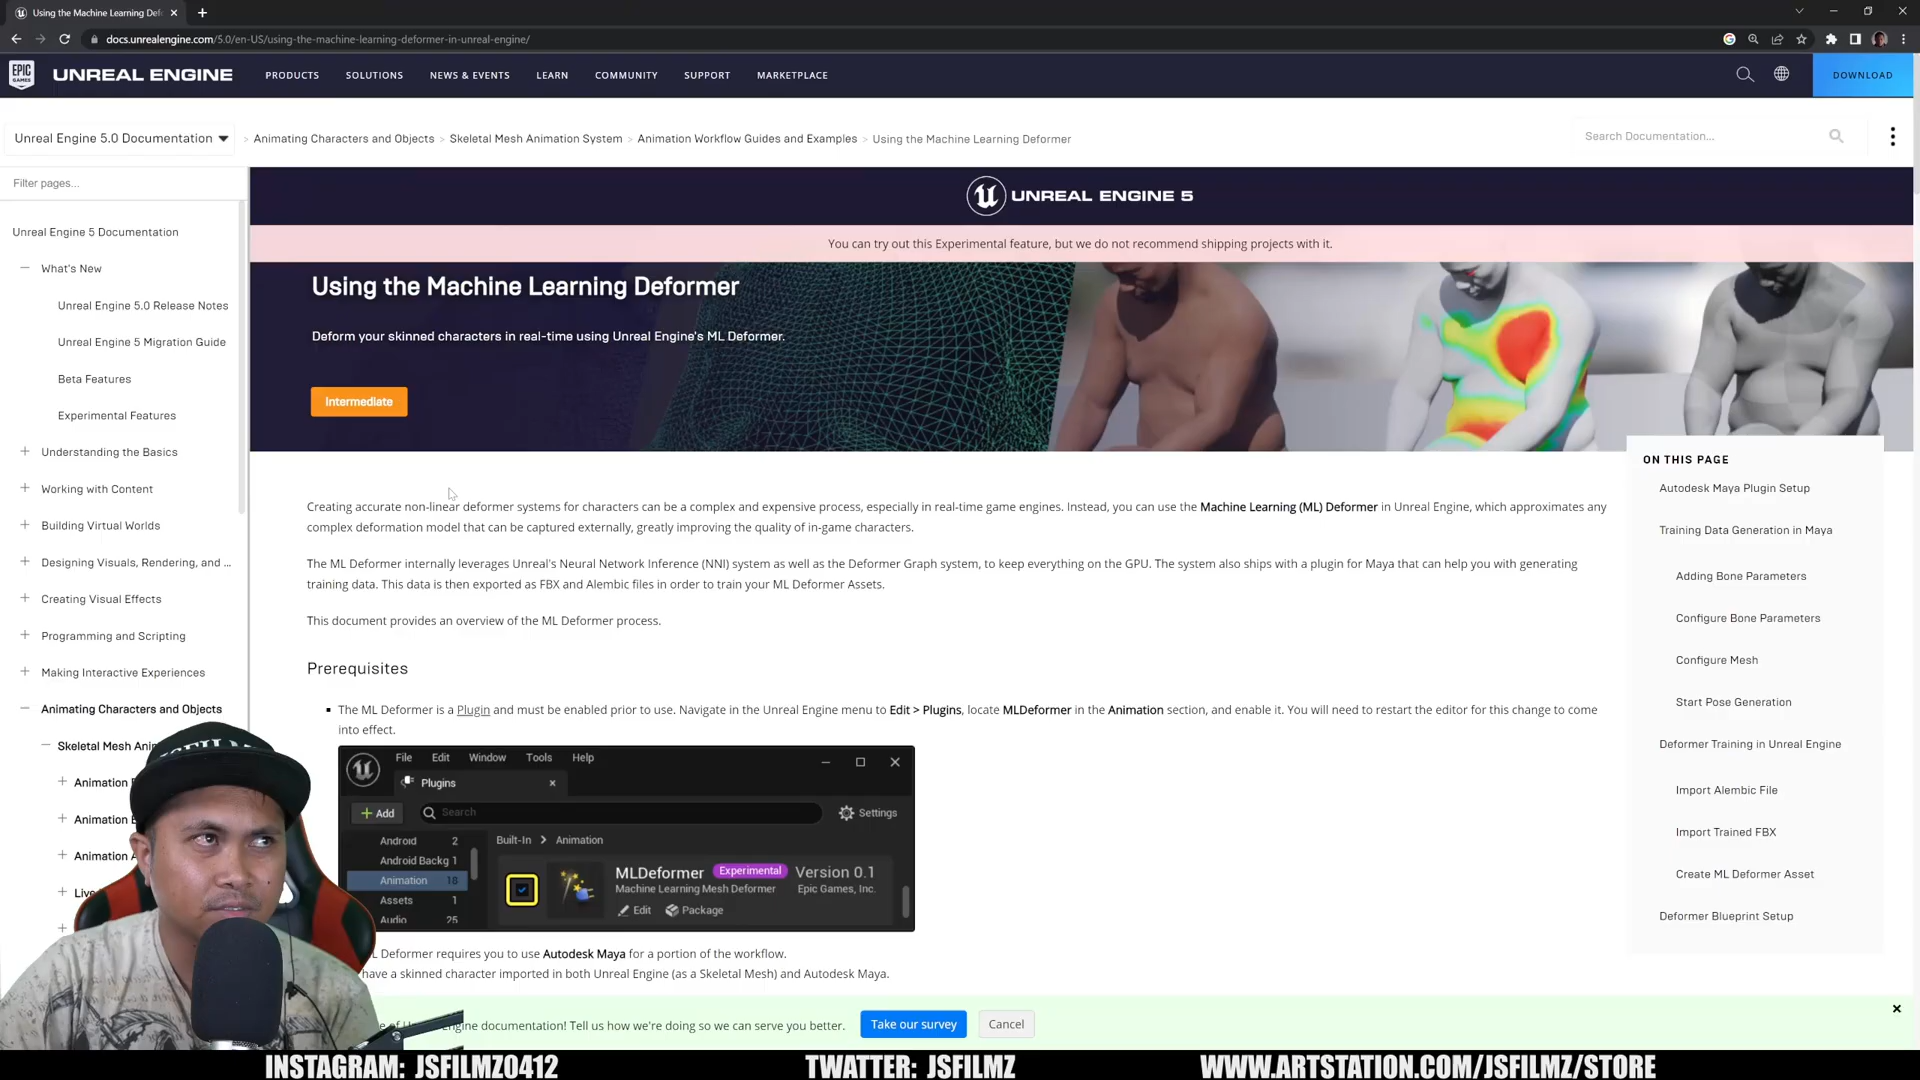 Using the Machine Learning Def
docs.unrealengine.com/5.0/en-US/using-the-machine-learning-deformer-in-unreal-engine/
EPIC GAMES
UNREAL ENGINE
PRODUCTS
SOLUTIONS
NEWS & EVENTS
LEARN
COMMUNITY
SUPPORT
MARKETPLACE
DOWNLOAD
Unreal Engine 5.0 Documentation
> Animating Characters and Objects > Skeletal Mesh Animation System > Animation Workflow Guides and Examples > Using the Machine Learning Deformer
Search Documentation...
Filter pages...
Unreal Engine 5 Documentation
What's New
Unreal Engine 5.0 Release Notes
Unreal Engine 5 Migration Guide
Beta Features
Experimental Features
Understanding the Basics
Working with Content
Building Virtual Worlds
Designing Visuals, Rendering, and ...
Creating Visual Effects
Programming and Scripting
Making Interactive Experiences
Animating Characters and Objects
Skeletal Mesh Anim
Animation
Animation
Animation A
Live
UNREAL ENGINE 5
You can try out this Experimental feature, but we do not recommend shipping projects with it.
Using the Machine Learning Deformer
Deform your skinned characters in real-time using Unreal Engine's ML Deformer.
Intermediate
Creating accurate non-linear deformer systems for characters can be a complex and expensive process, especially in real-time game engines. Instead, you can use the Machine Learning (ML) Deformer in Unreal Engine, which approximates any
complex deformation model that can be captured externally, greatly improving the quality of in-game characters.
The ML Deformer internally leverages Unreal's Neural Network Inference (NNI) system as well as the Deformer Graph system, to keep everything on the GPU. The system also ships with a plugin for Maya that can help you with generating
training data. This data is then exported as FBX and Alembic files in order to train your ML Deformer Assets.
This document provides an overview of the ML Deformer process.
Prerequisites
The ML Deformer is a Plugin and must be enabled prior to use. Navigate in the Unreal Engine menu to Edit > Plugins, locate MLDeformer in the Animation section, and enable it. You will need to restart the editor for this change to come
into effect.
File Edit Window Tools Help
Plugins
+ Add
Search
Settings
Android 2
Android Backg 1
Animation 18
Assets 1
Audio 25
Built-In > Animation
MLDeformer Experimental Version 0.1
Machine Learning Mesh Deformer Epic Games, Inc.
Edit Package
L Deformer requires you to use Autodesk Maya for a portion of the workflow.
have a skinned character imported in both Unreal Engine (as a Skeletal Mesh) and Autodesk Maya.
ON THIS PAGE
Autodesk Maya Plugin Setup
Training Data Generation in Maya
Adding Bone Parameters
Configure Bone Parameters
Configure Mesh
Start Pose Generation
Deformer Training in Unreal Engine
Import Alembic File
Import Trained FBX
Create ML Deformer Asset
Deformer Blueprint Setup
gine documentation! Tell us how we're doing so we can serve you better.
Take our survey
Cancel
INSTAGRAM: JSFILMZ0412
TWATTER: JSFILMZ
WWW.ARTSTATION.COM/JSFILMZ/STORE